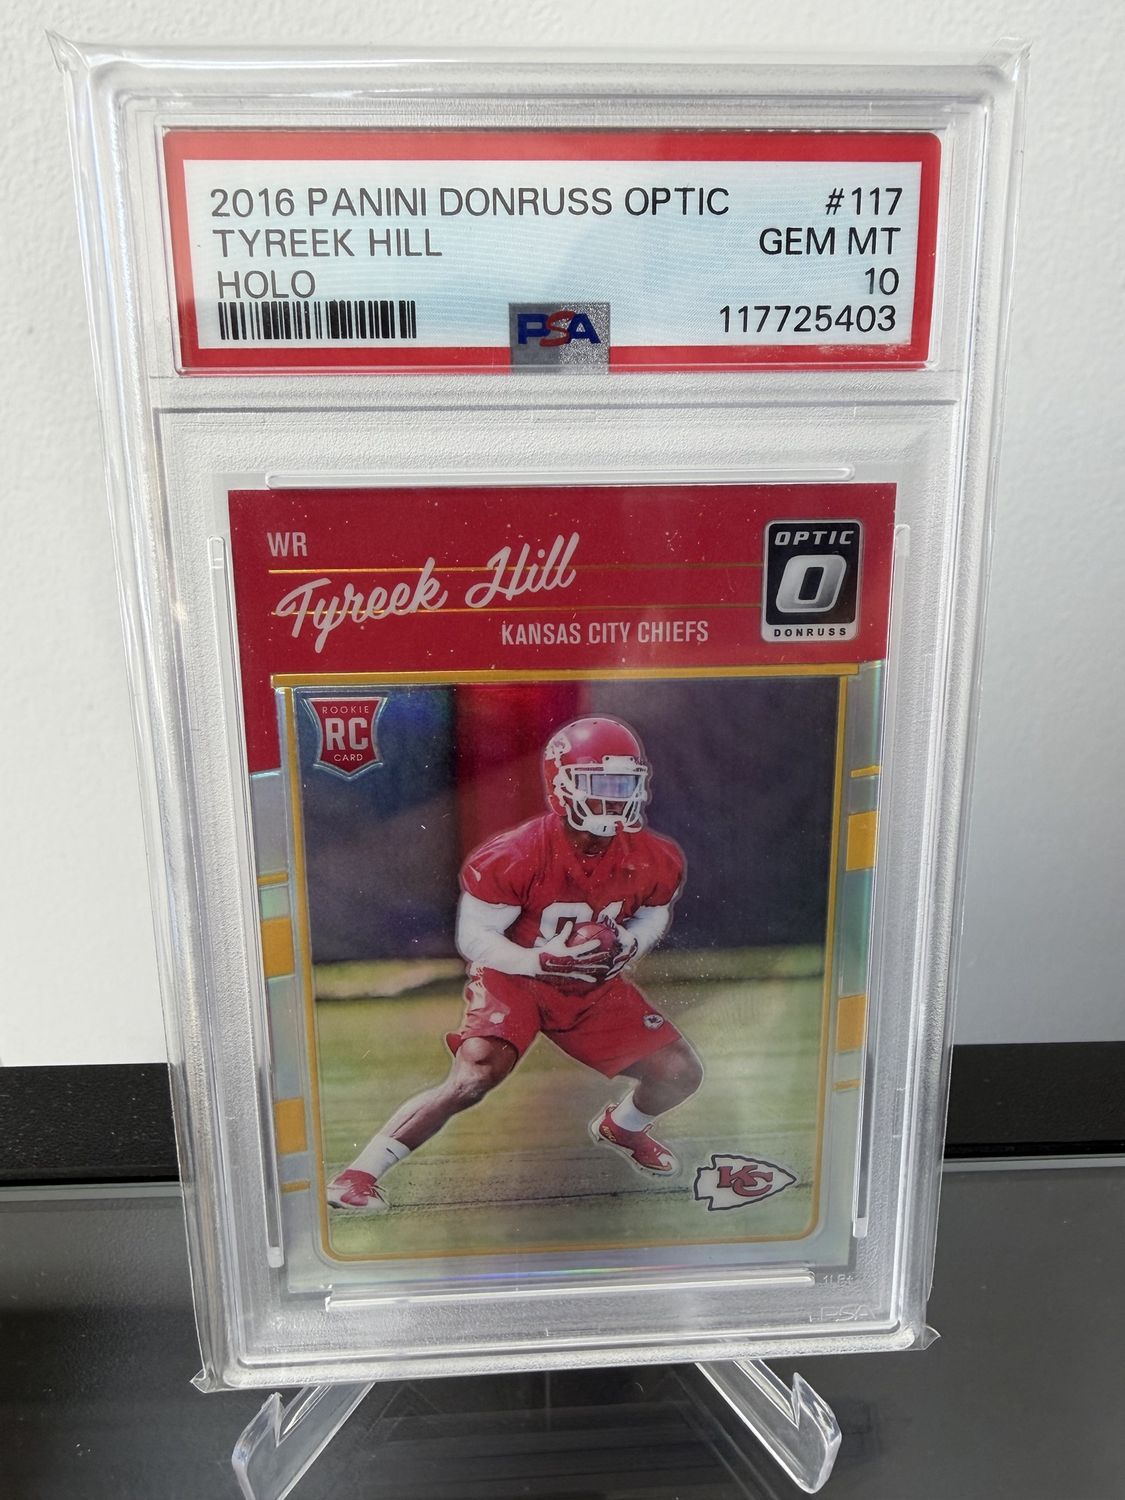 2016 PANINI DONRUSS OPTIC #117
TYREEK HILL GEM MT
HOLO 10
PSA 117725403
WR
Tyreek Hill
KANSAS CITY CHIEFS
OPTIC
O
DONRUSS
ROOKIE
RC
CARD
KC
PSA